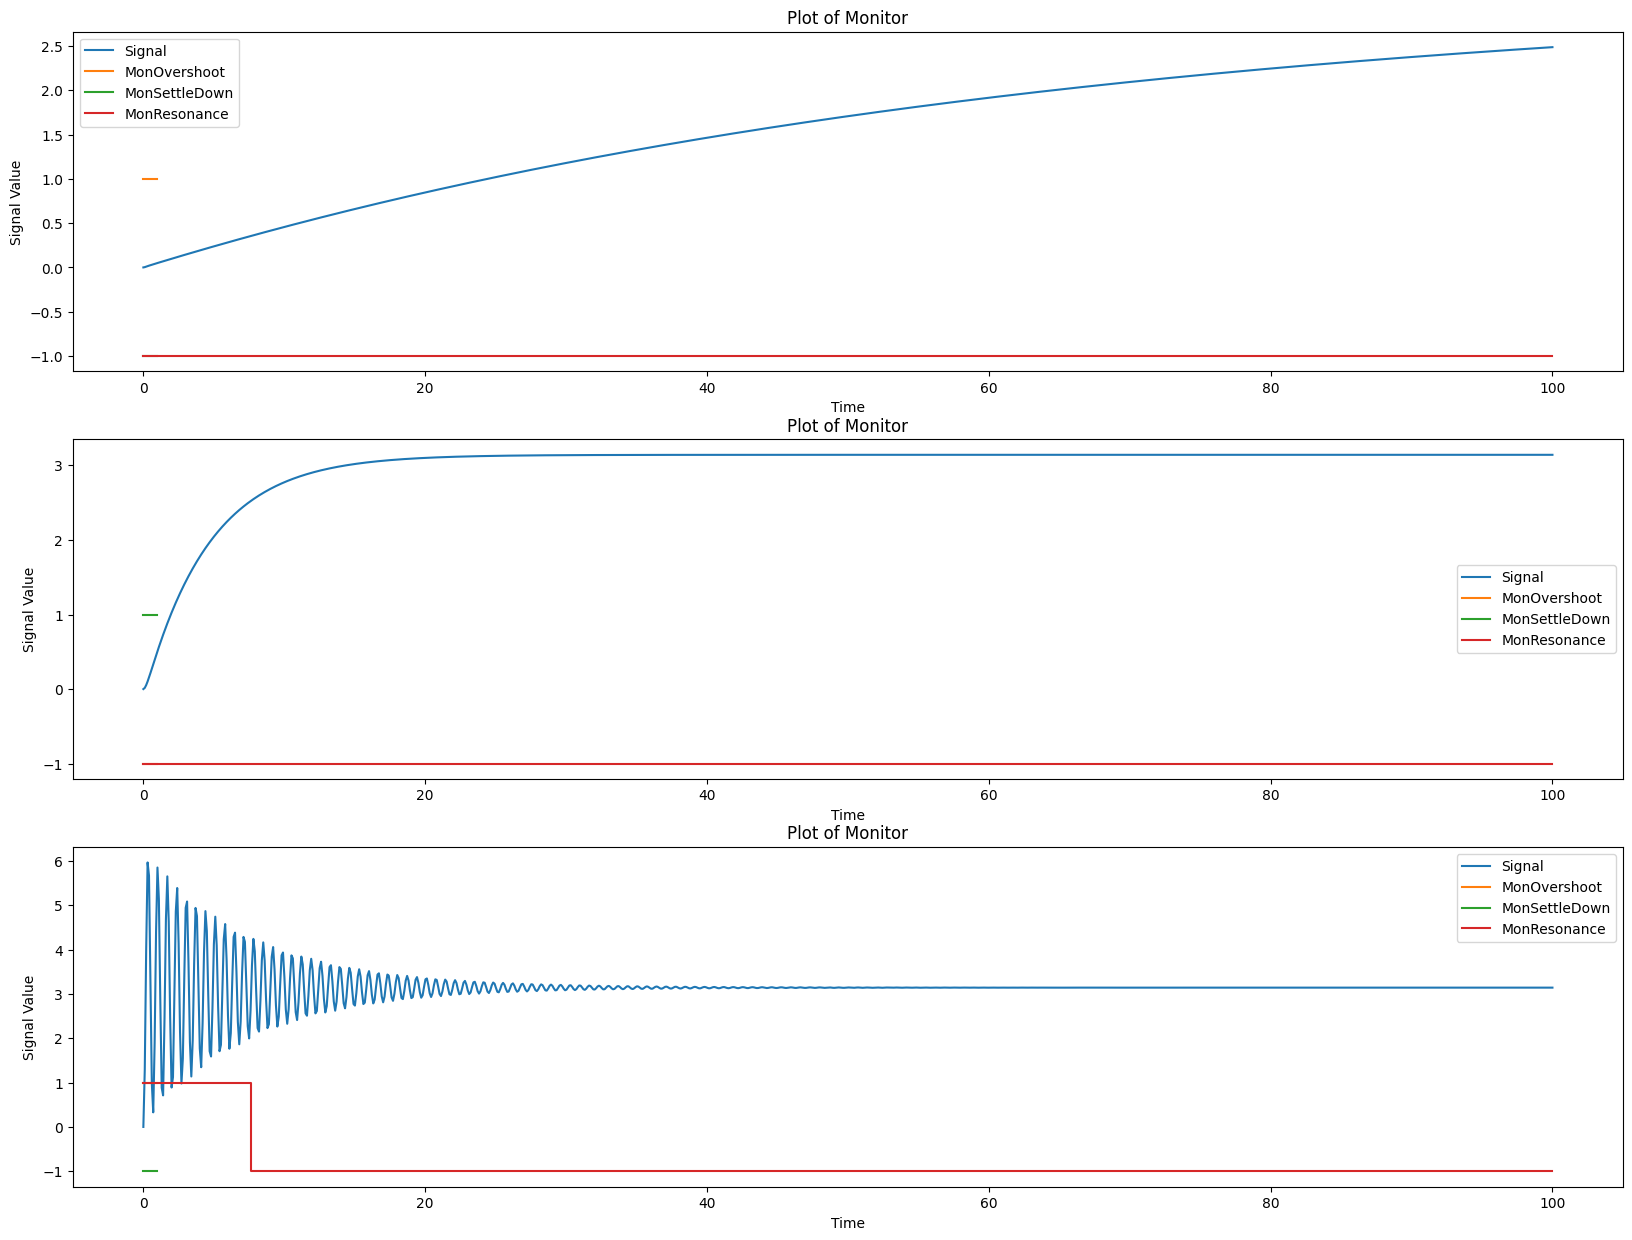 Plot of Monitor
Signal
MonOvershoot
MonSettleDown
MonResonance
2.5
2.0
1.5
1.0
0.5
0.0
−0.5
−1.0
Signal Value
0 20 40 60 80 100
Time
Plot of Monitor
3
2
1
0
−1
Signal Value
Signal
MonOvershoot
MonSettleDown
MonResonance
0 20 40 60 80 100
Time
Plot of Monitor
6
5
4
3
2
1
0
−1
Signal Value
Signal
MonOvershoot
MonSettleDown
MonResonance
0 20 40 60 80 100
Time